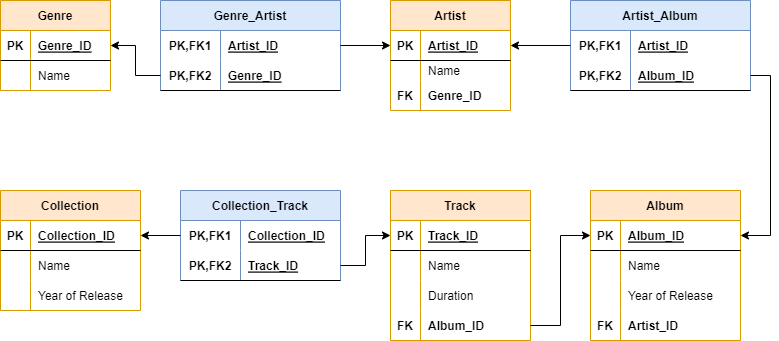 Genre
PK Genre_ID
Name
Genre_Artist
PK,FK1 Artist_ID
PK,FK2 Genre_ID
Artist
PK Artist_ID
Name
FK Genre_ID
Artist_Album
PK,FK1 Artist_ID
PK,FK2 Album_ID
Collection
PK Collection_ID
Name
Year of Release
Collection_Track
PK,FK1 Collection_ID
PK,FK2 Track_ID
Track
PK Track_ID
Name
Duration
FK Album_ID
Album
PK Album_ID
Name
Year of Release
FK Artist_ID